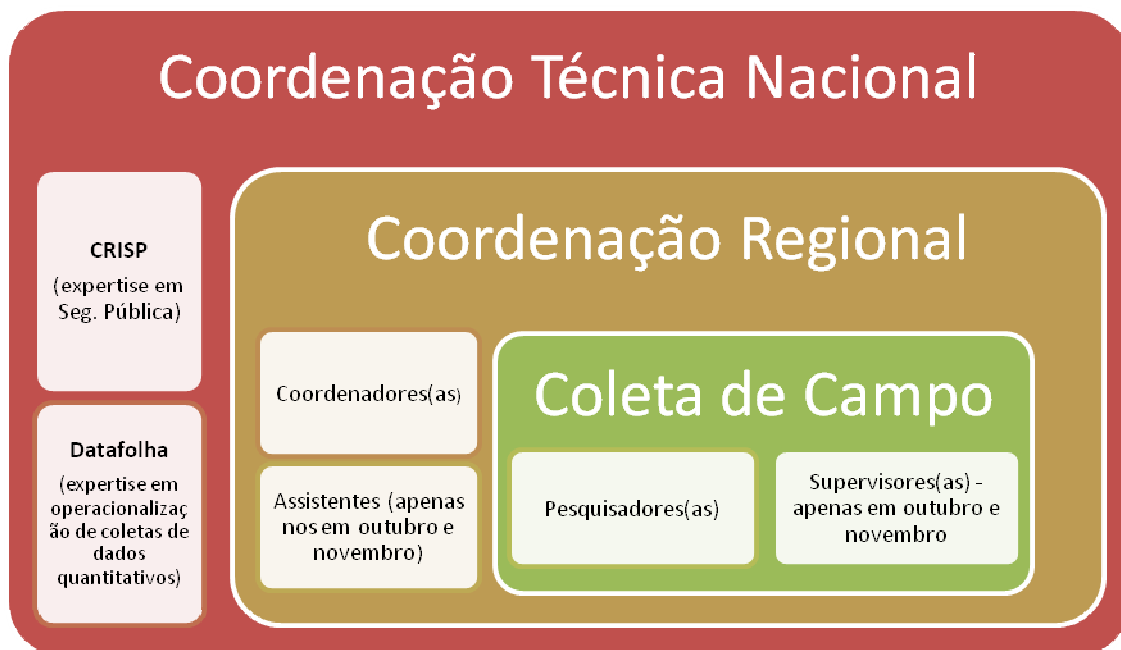 Coordenação Técnica Nacional
CRISP
(expertise em
Seg. Pública)
Datafolha
(expertise em
operacionalizaç
ão de coletas de
dados
quantitativos)
Coordenação Regional
Coordenadores(as)
Assistentes (apenas
nos em outubro e
novembro)
Coleta de Campo
Pesquisadores(as)
Supervisores(as) -
apenas em outubro e
novembro